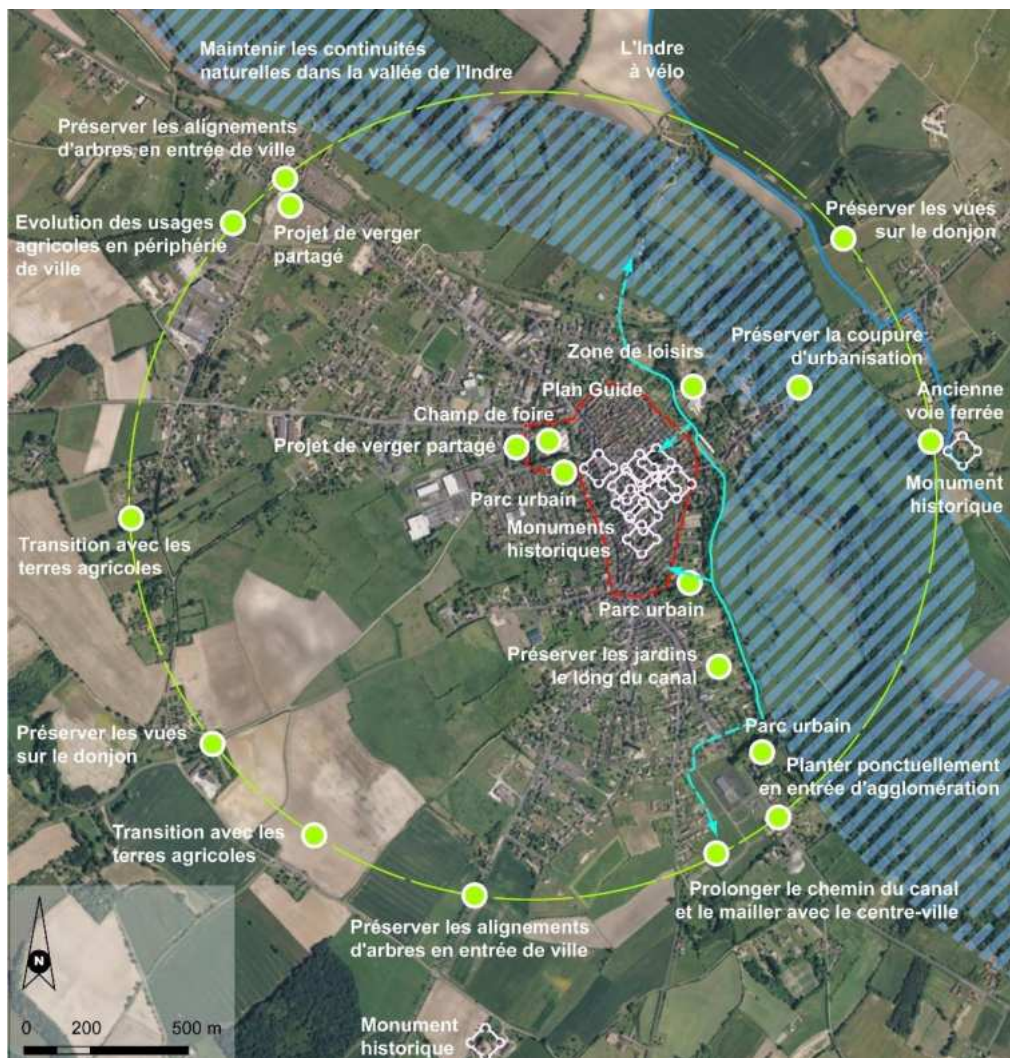 Maintenir les continuités
naturelles dans la vallée de l'Indre
L'Indre
à vélo
Préserver les alignements
d'arbres en entrée de ville
Evolution des usages
agricoles en périphérie
de ville
Projet de verger
partagé
Préserver les vues
sur le donjon
Zone de loisirs
Préserver la coupure
d'urbanisation
Plan Guide
Ancienne
voie ferrée
Champ de foire
Projet de verger partagé
Parc urbain
Monument
historique
Monuments
historiques
Transition avec les
terres agricoles
Parc urbain
Préserver les jardins
le long du canal
Préserver les vues
sur le donjon
Parc urbain
Planter ponctuellement
en entrée d'agglomération
Transition avec les
terres agricoles
Prolonger le chemin du canal
et le mailler avec le centre-ville
Préserver les alignements
d'arbres en entrée de ville
N
0 200 500 m
Monument
historique